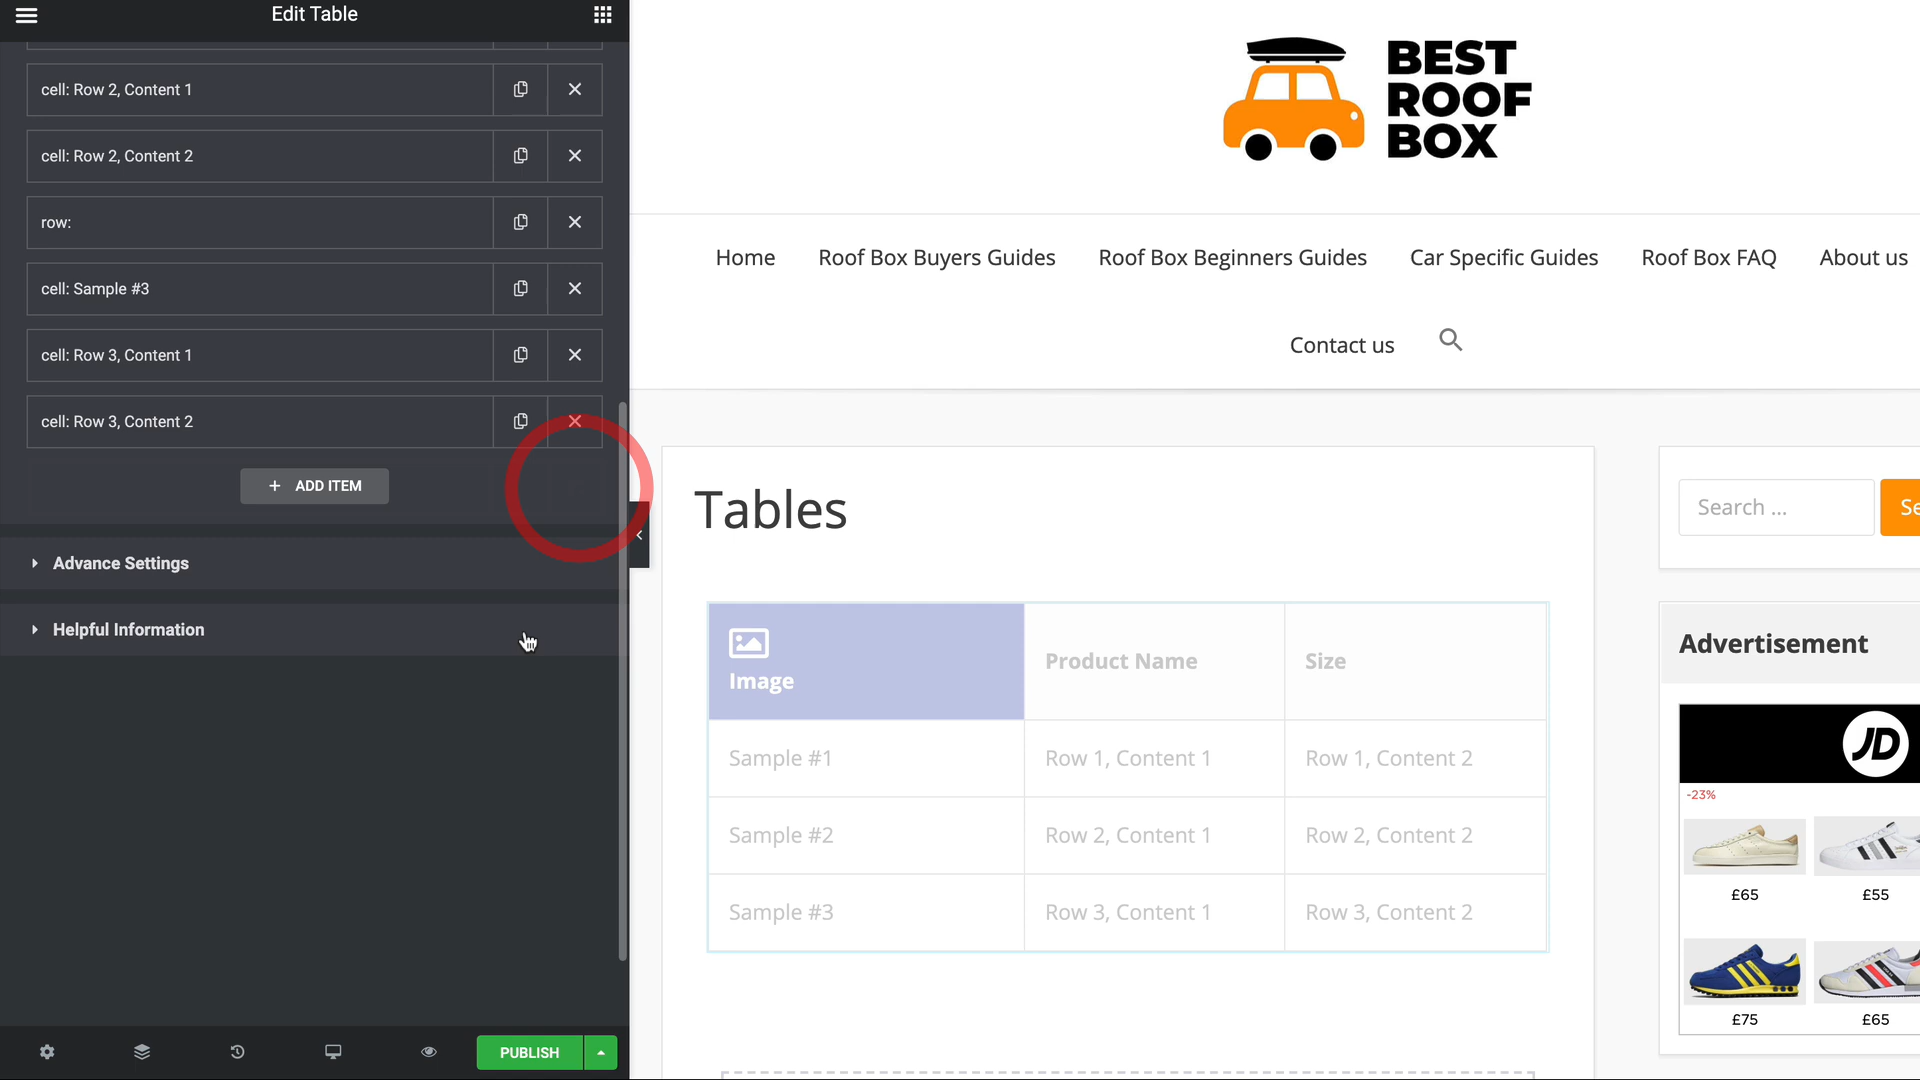 Edit Table
cell: Row 2, Content 1
cell: Row 2, Content 2
row:
cell: Sample #3
cell: Row 3, Content 1
cell: Row 3, Content 2
+ ADD ITEM
Advance Settings
Helpful Information
PUBLISH
BEST
ROOF
BOX
Home Roof Box Buyers Guides Roof Box Beginners Guides Car Specific Guides Roof Box FAQ About us
Contact us
Tables
Image Product Name Size
Sample #1 Row 1, Content 1 Row 1, Content 2
Sample #2 Row 2, Content 1 Row 2, Content 2
Sample #3 Row 3, Content 1 Row 3, Content 2
Search ...
Se
Advertisement
JD
-23%
£65 £55
£75 £65